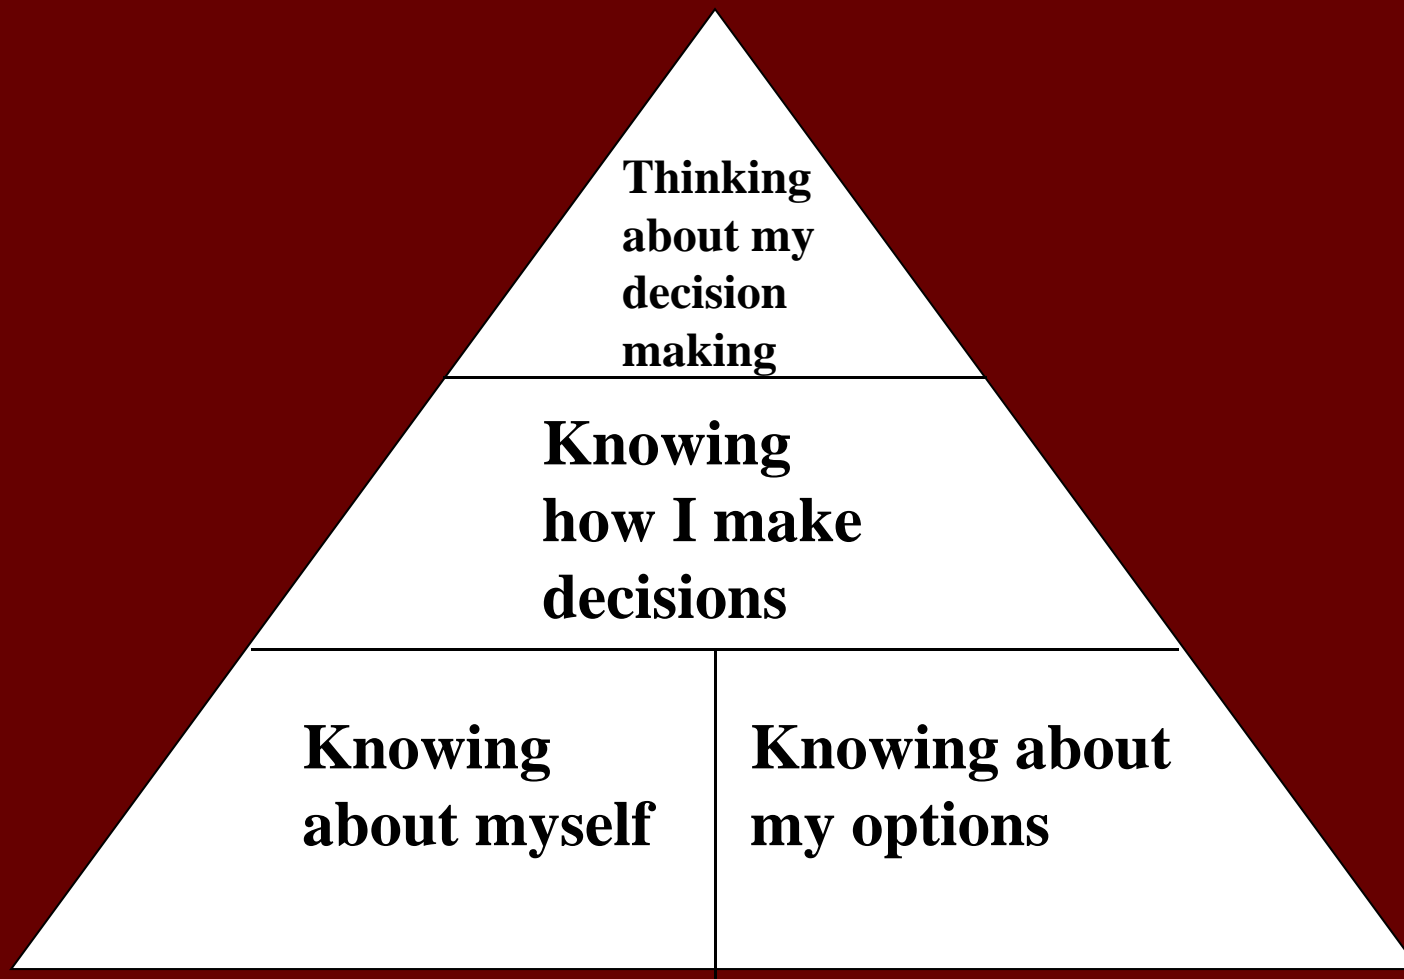 Thinking
about my
decision
making
Knowing
how I make
decisions
Knowing
about myself
Knowing about
my options